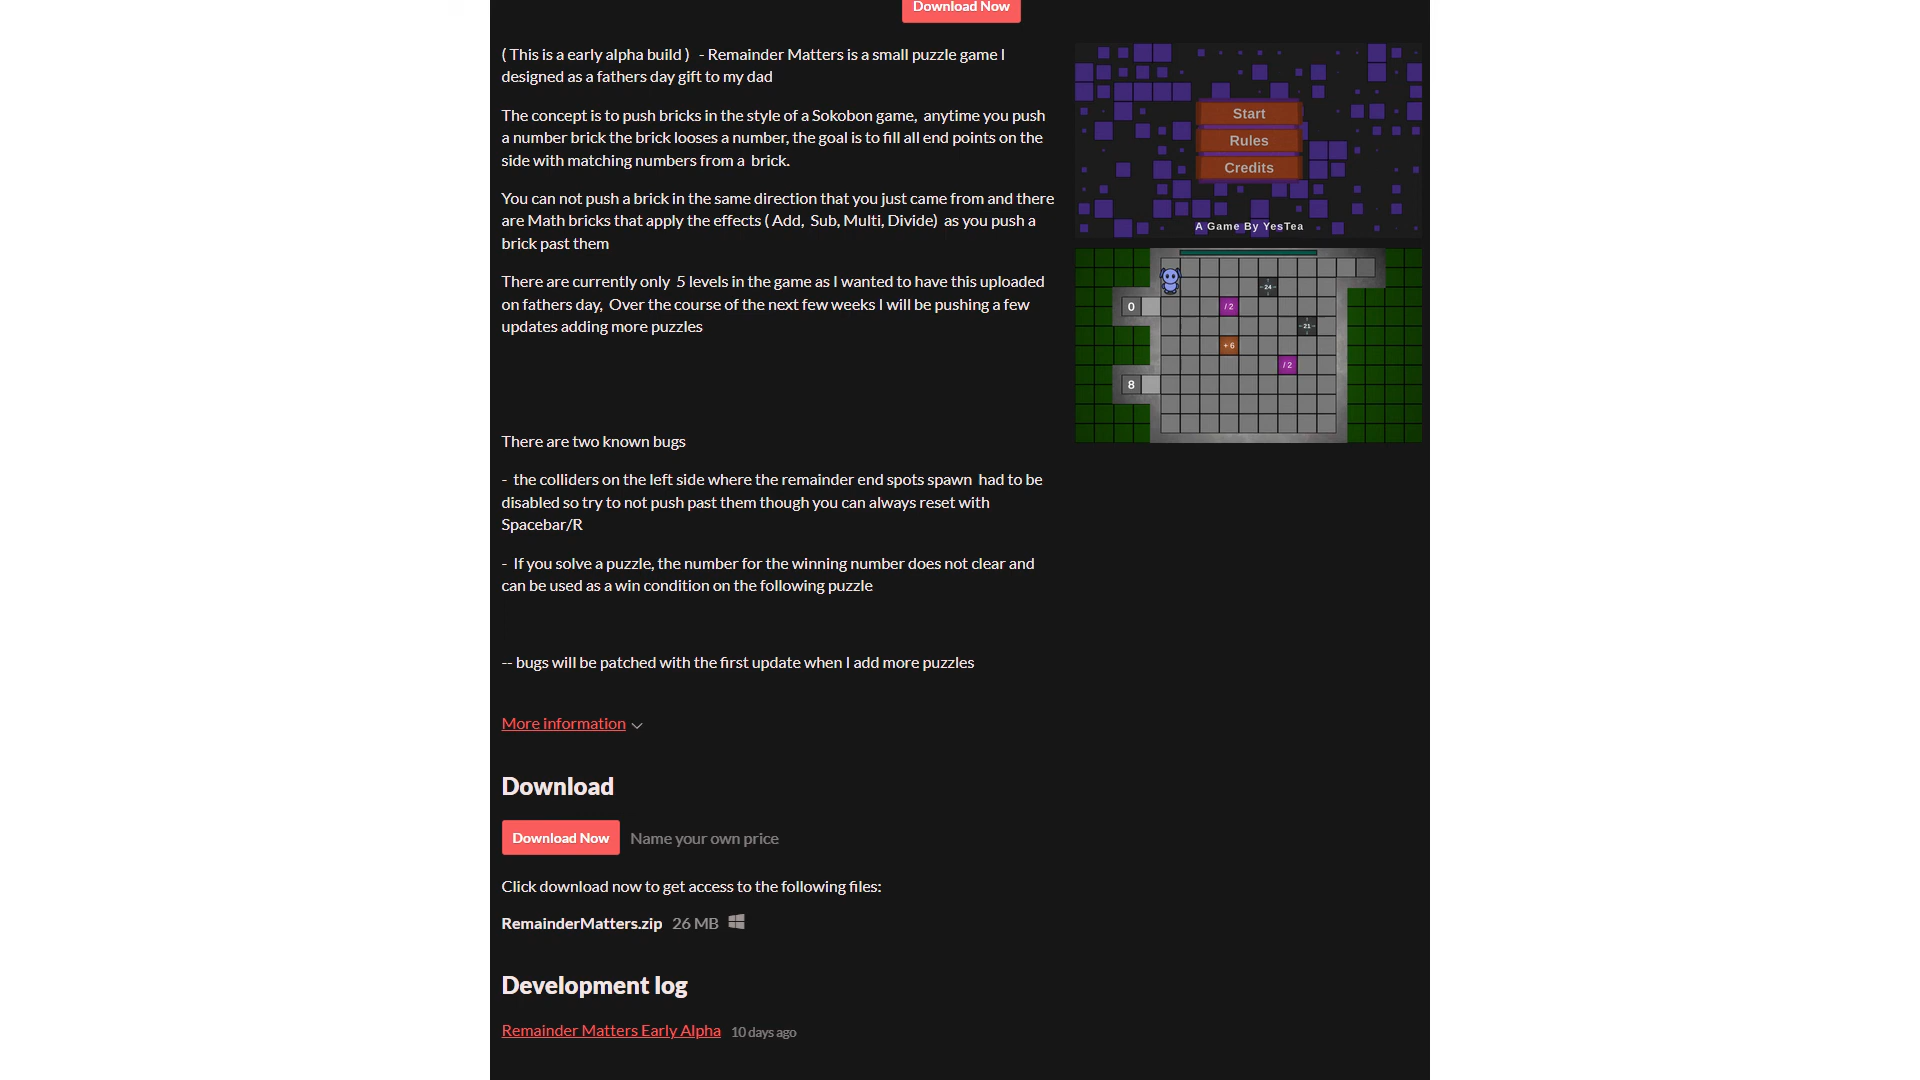 Download Now
( This is a early alpha build )  - Remainder Matters is a small puzzle game I
designed as a fathers day gift to my dad
The concept is to push bricks in the style of a Sokobon game,  anytime you push
a number brick the brick looses a number, the goal is to fill all end points on the
side with matching numbers from a  brick.
You can not push a brick in the same direction that you just came from and there
are Math bricks that apply the effects ( Add,  Sub, Multi, Divide)  as you push a
brick past them
There are currently only  5 levels in the game as I wanted to have this uploaded
on fathers day,  Over the course of the next few weeks I will be pushing a few
updates adding more puzzles
There are two known bugs
-  the colliders on the left side where the remainder end spots spawn  had to be
disabled so try to not push past them though you can always reset with
Spacebar/R
-  If you solve a puzzle, the number for the winning number does not clear and
can be used as a win condition on the following puzzle
-- bugs will be patched with the first update when I add more puzzles
More information
Download
Download Now Name your own price
Click download now to get access to the following files:
RemainderMatters.zip 26 MB
Development log
Remainder Matters Early Alpha 10 days ago
Start
Rules
Credits
A Game By YesTea
24
0 / 2
21
+ 6
/ 2
8